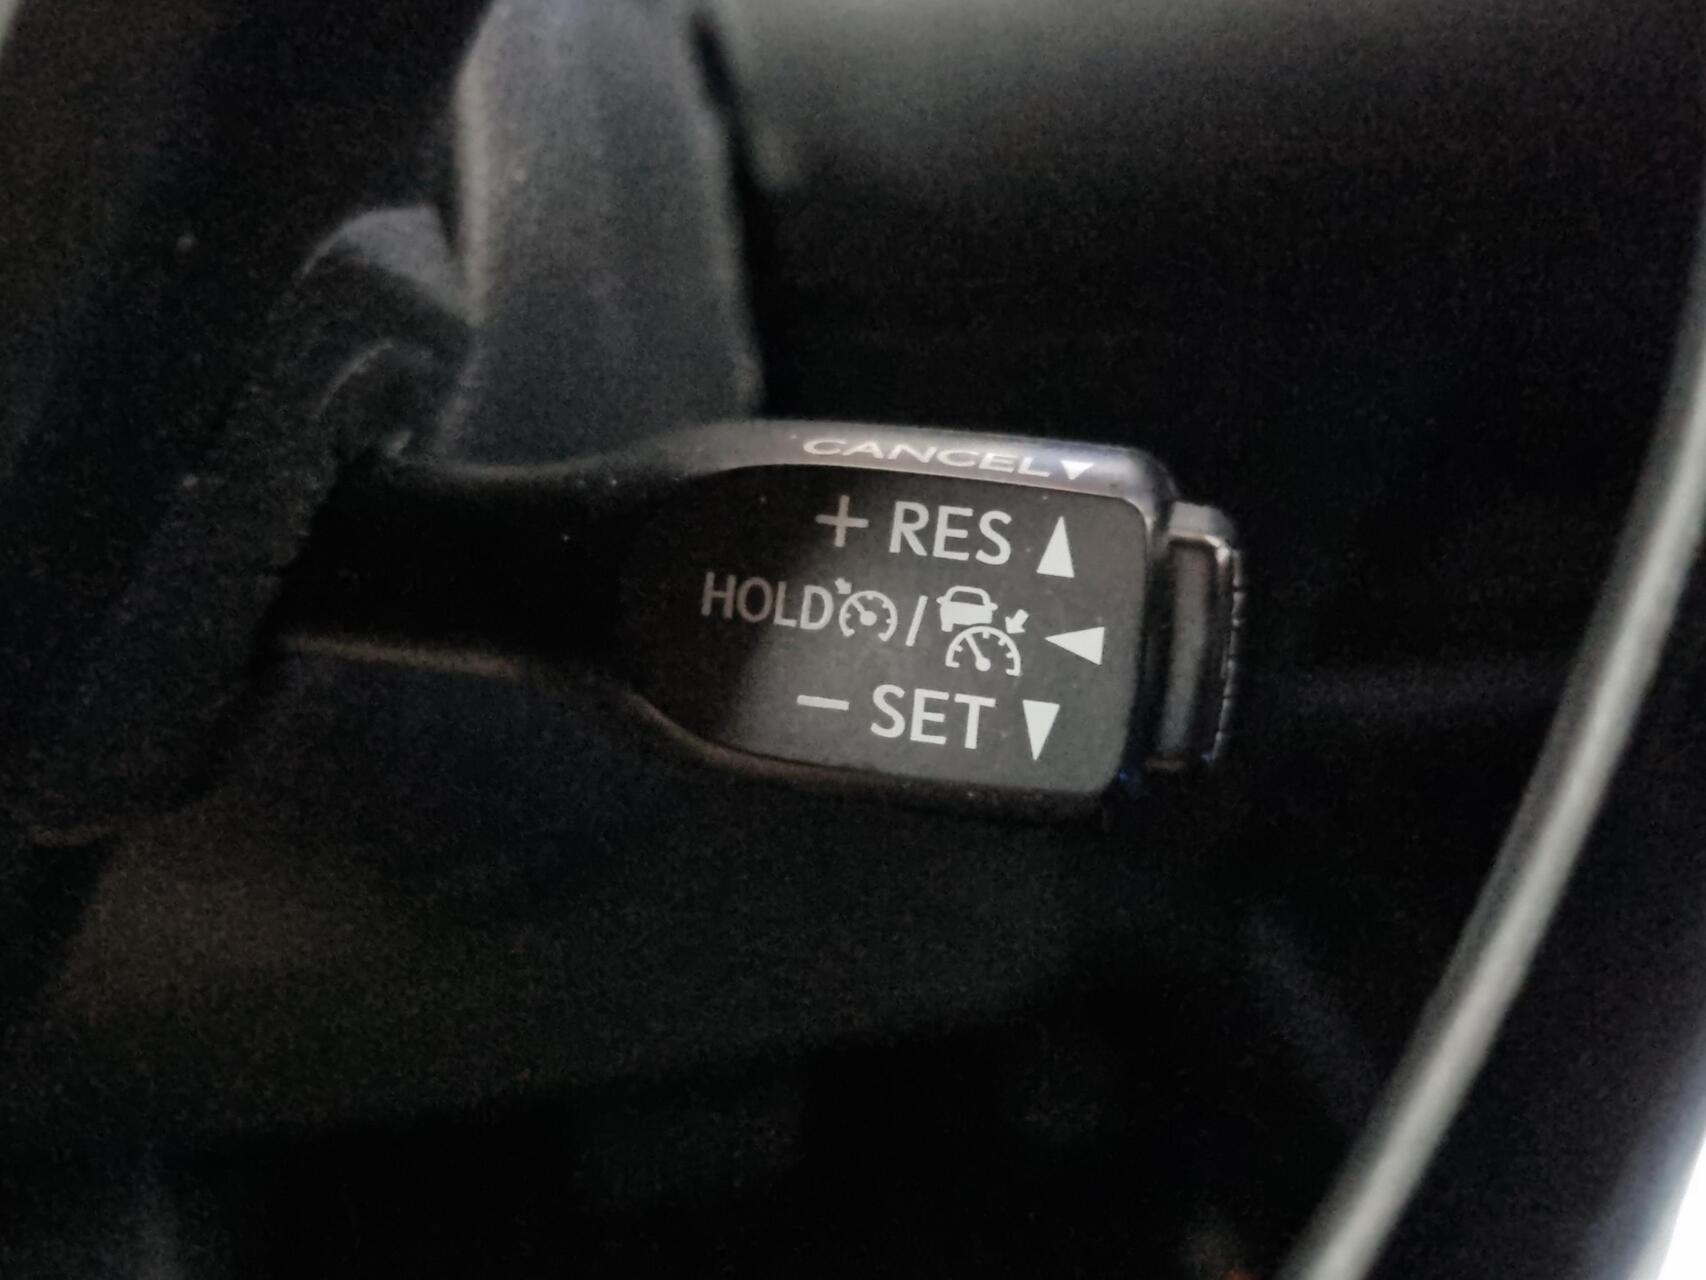 CANCEL
+ RES
HOLD /
− SET